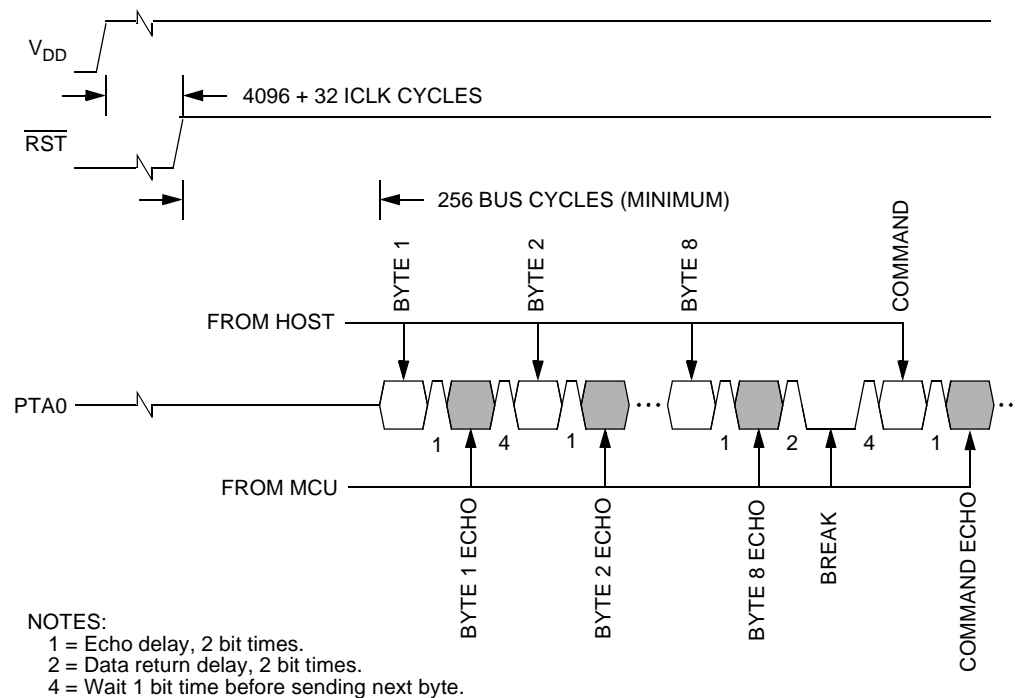 VDD
4096 + 32 ICLK CYCLES
RST
256 BUS CYCLES (MINIMUM)
BYTE 1
BYTE 2
BYTE 8
COMMAND
FROM HOST
PTA0
1
4
1
1
2
4
1
FROM MCU
BYTE 1 ECHO
BYTE 2 ECHO
BYTE 8 ECHO
BREAK
COMMAND ECHO
NOTES:
1 = Echo delay, 2 bit times.
2 = Data return delay, 2 bit times.
4 = Wait 1 bit time before sending next byte.